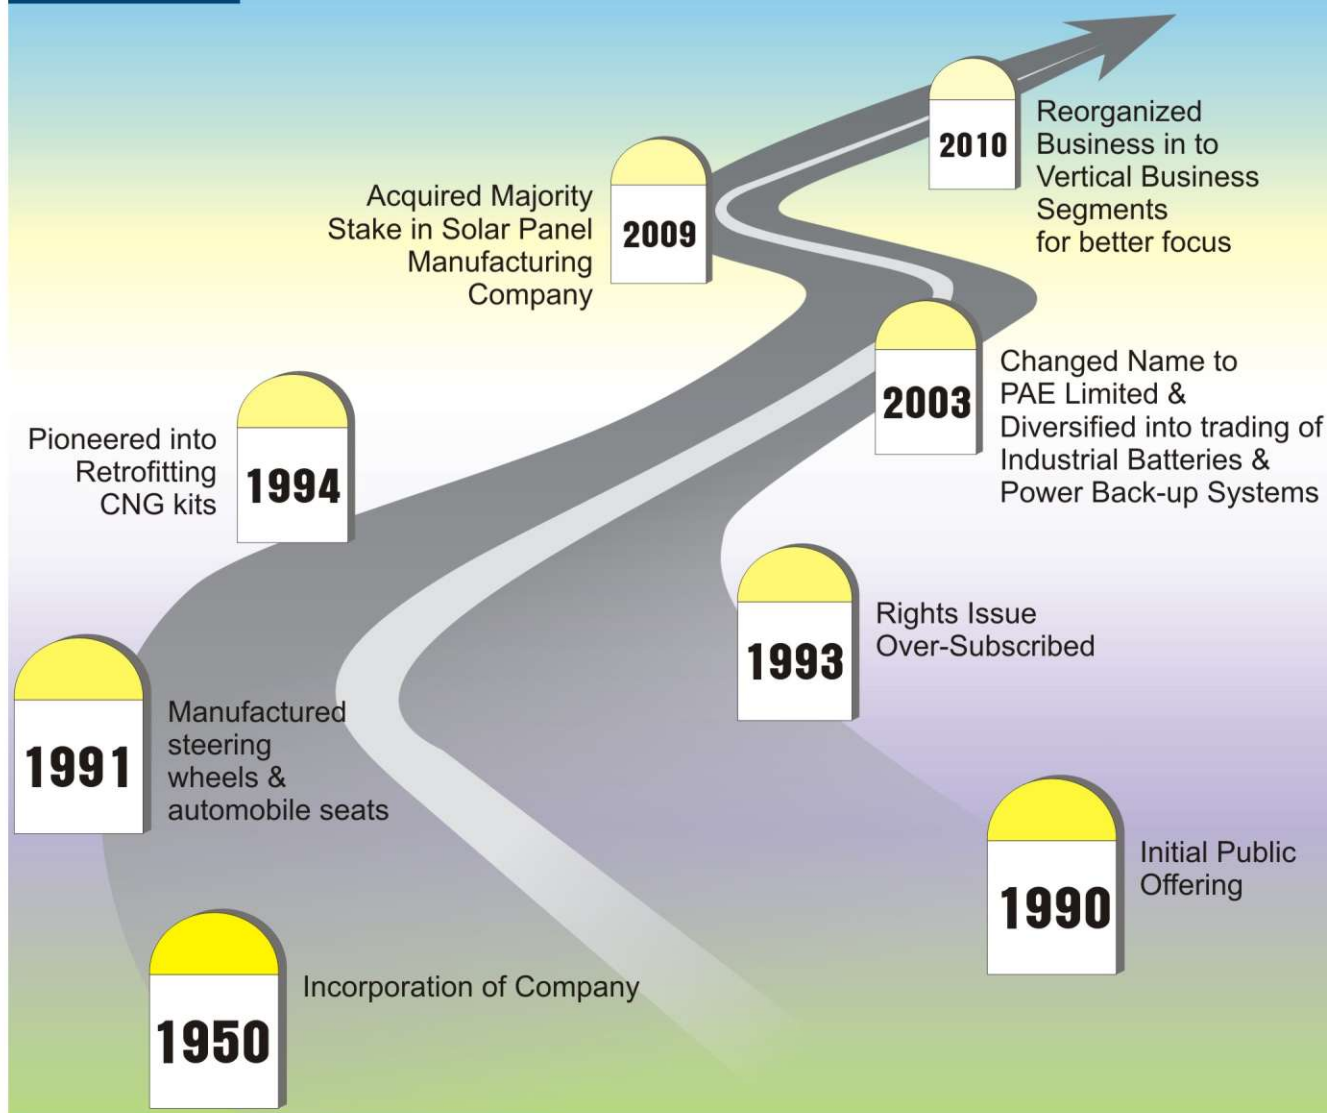 2010
Reorganized
Business in to
Vertical Business
Segments
for better focus
2009
Acquired Majority
Stake in Solar Panel
Manufacturing
Company
2003
Changed Name to
PAE Limited &
Diversified into trading of
Industrial Batteries &
Power Back-up Systems
1994
Pioneered into
Retrofitting
CNG kits
1993
Rights Issue
Over-Subscribed
1991
Manufactured
steering
wheels &
automobile seats
1990
Initial Public
Offering
1950
Incorporation of Company